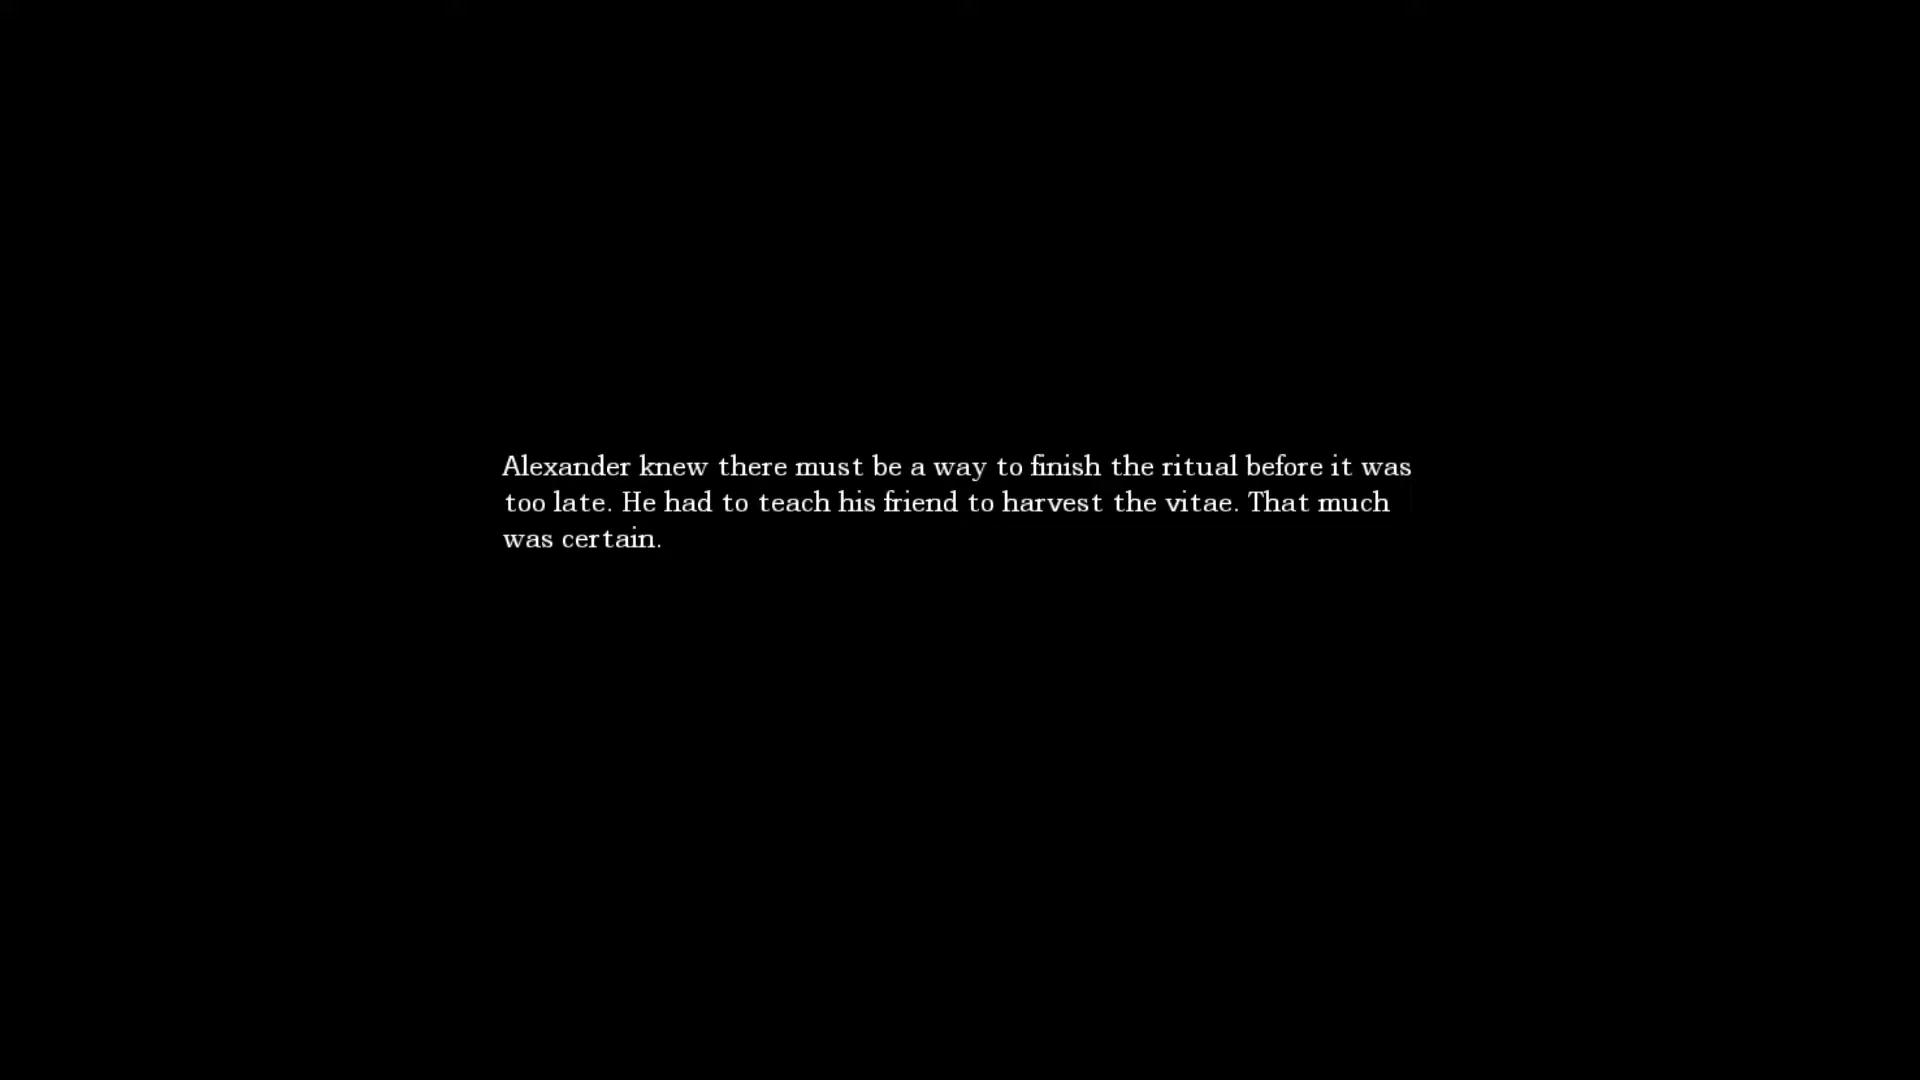 Alexander knew there must be a way to finish the ritual before it was
too late. He had to teach his friend to harvest the vitae. That much
was certain.